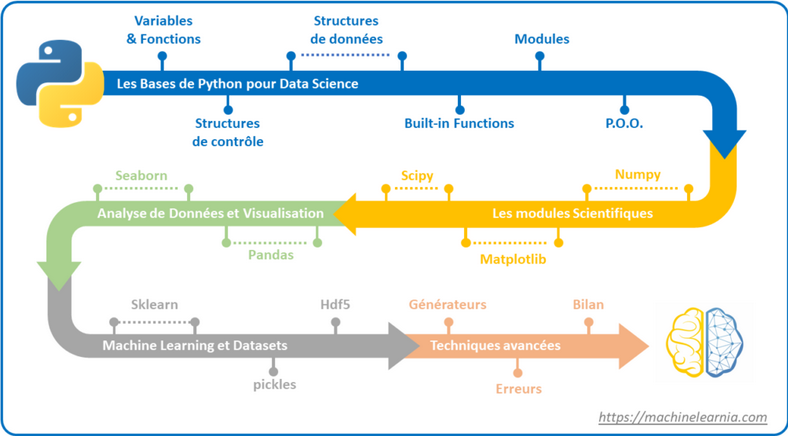 Variables
& Fonctions
Structures
de données
Modules
Les Bases de Python pour Data Science
Structures
de contrôle
Built-in Functions
P.O.O.
Seaborn
Scipy
Numpy
Analyse de Données et Visualisation
Les modules Scientifiques
Pandas
Matplotlib
Sklearn
Hdf5
Générateurs
Bilan
Machine Learning et Datasets
Techniques avancées
pickles
Erreurs
https://machinelearnia.com